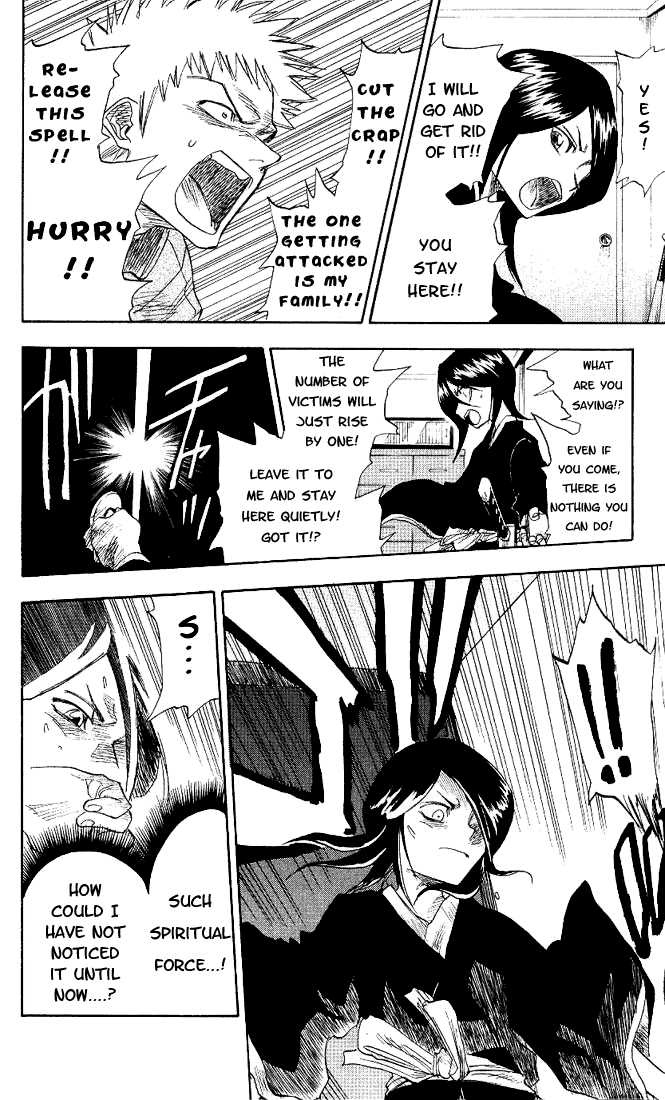 YES!
I WILL
GO AND
GET RID
OF IT!!
YOU
STAY
HERE!!
CUT
THE
CRAP
!!
THE ONE
GETTING
ATTACKED
IS MY
FAMILY!!
RE-
LEASE
THIS
SPELL
!!
HURRY
!!
WHAT
ARE YOU
SAYING!?
EVEN IF
YOU COME,
THERE IS
NOTHING YOU
CAN DO!
THE
NUMBER OF
VICTIMS WILL
JUST RISE
BY ONE!
LEAVE IT TO
ME AND STAY
HERE QUIETLY!
GOT IT!?
ドン
!!
S...
SUCH
SPIRITUAL
FORCE...!
HOW
COULD I
HAVE NOT
NOTICED
IT UNTIL
NOW....?